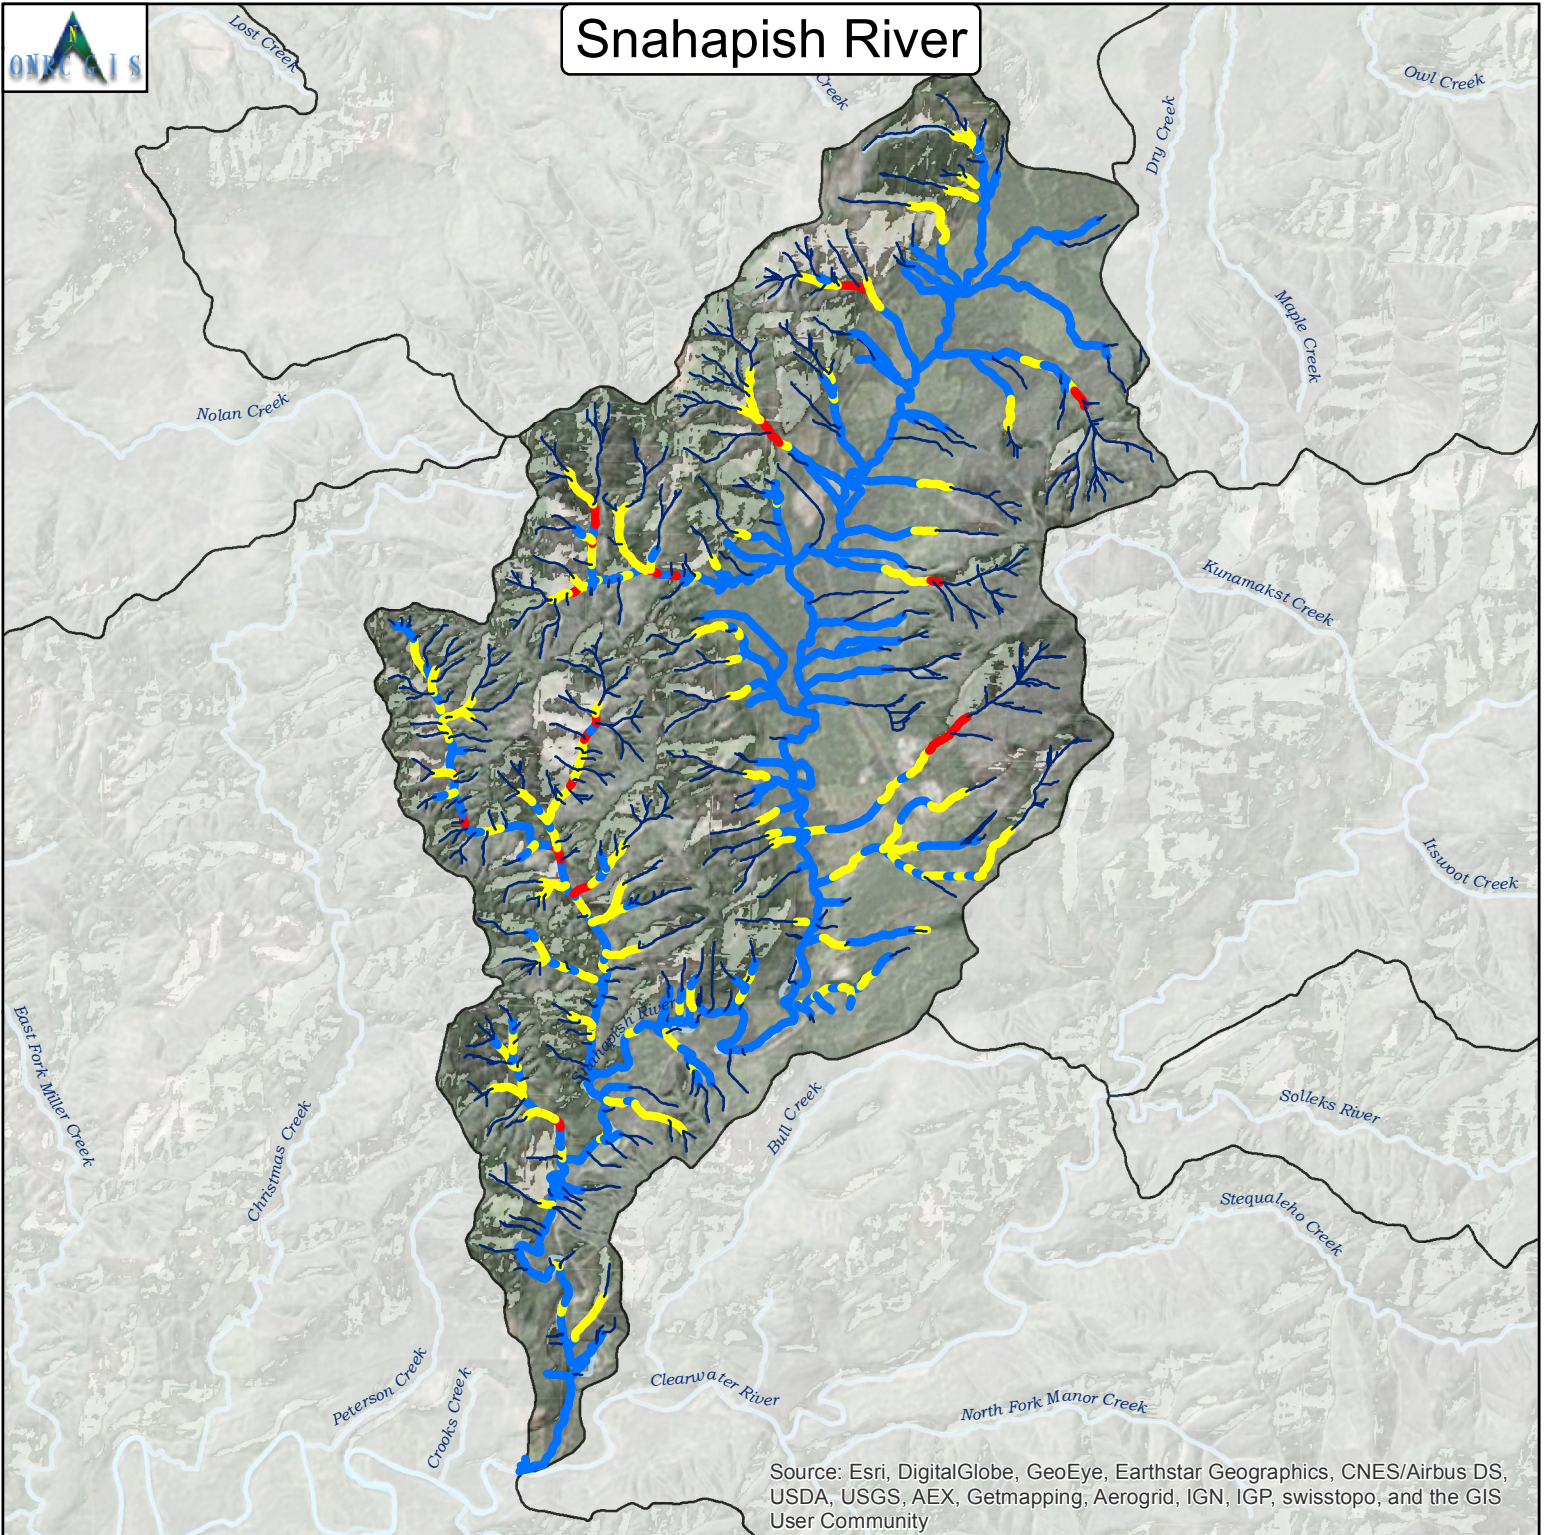 N
ONRC GIS
Snahapish River
Lost Creek
Creek
Owl Creek
Dry Creek
Maple Creek
Nolan Creek
Kunamakst Creek
Itswoot Creek
East Fork Miller Creek
Christmas Creek
Snahapish River
Bull Creek
Solleks River
Stequaleho Creek
Peterson Creek
Crooks Creek
Clearwater River
North Fork Manor Creek
Source: Esri, DigitalGlobe, GeoEye, Earthstar Geographics, CNES/Airbus DS,
USDA, USGS, AEX, Getmapping, Aerogrid, IGN, IGP, swisstopo, and the GIS
User Community